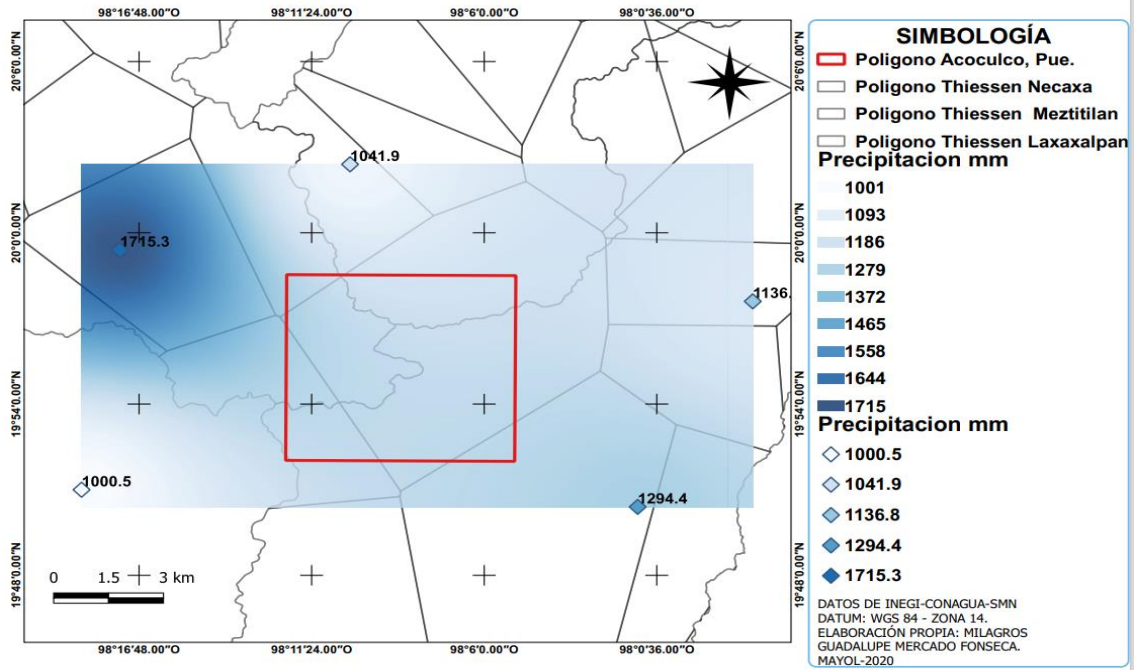 98°16'48.00"O 98°11'24.00"O 98°6'0.00"O 98°0'36.00"O
20°6'0.00"N
20°6'0.00"N
1041.9
20°0'0.00"N
20°0'0.00"N
1715.3
1136.
19°54'0.00"N
19°54'0.00"N
1000.5
1294.4
19°48'0.00"N
19°48'0.00"N
0 1.5 3 km
98°16'48.00"O 98°11'24.00"O 98°6'0.00"O 98°0'36.00"O
SIMBOLOGÍA
Poligono Acoculco, Pue.
Poligono Thiessen Necaxa
Poligono Thiessen Meztitilan
Poligono Thiessen Laxaxalpan
Precipitacion mm
1001
1093
1186
1279
1372
1465
1558
1644
1715
Precipitacion mm
1000.5
1041.9
1136.8
1294.4
1715.3
DATOS DE INEGI-CONAGUA-SMN
DATUM: WGS 84 - ZONA 14.
ELABORACIÓN PROPIA: MILAGROS
GUADALUPE MERCADO FONSECA.
MAYOL-2020